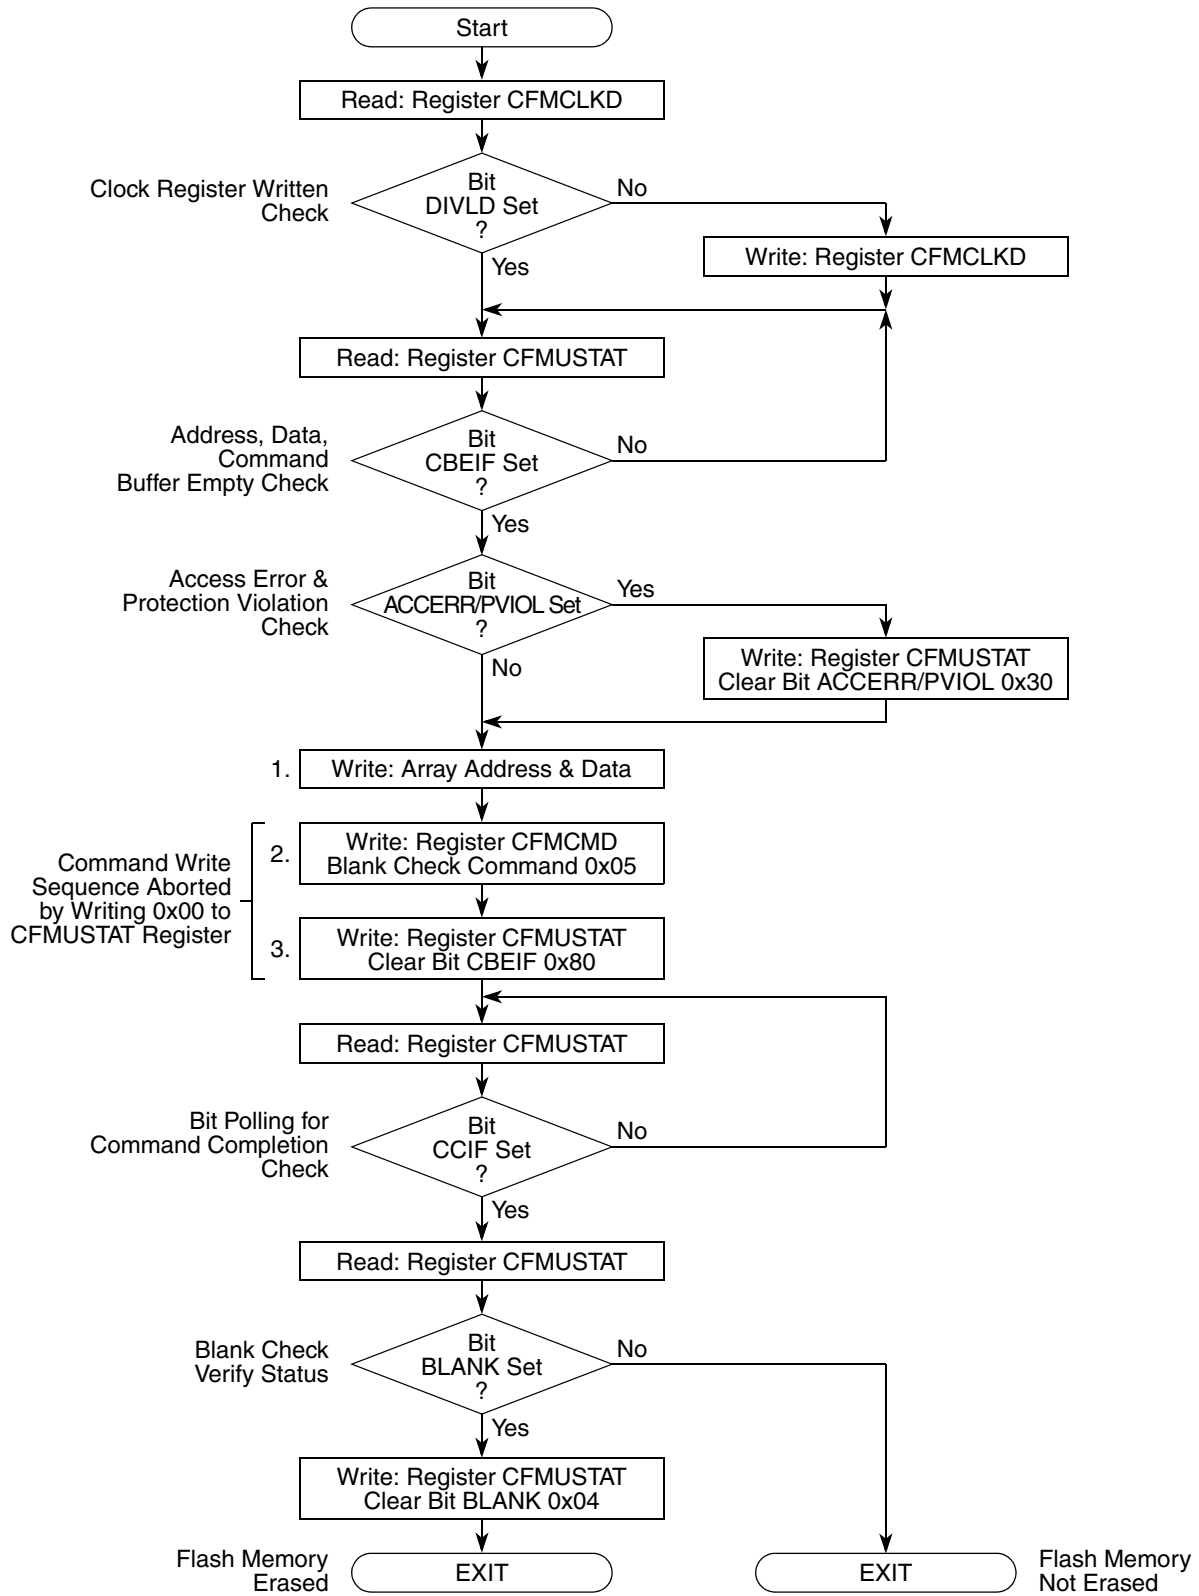 Start
Read: Register CFMCLKD
Clock Register Written
Check
Bit
DIVLD Set
?
No
Yes
Write: Register CFMCLKD
Read: Register CFMUSTAT
Address, Data,
Command
Buffer Empty Check
Bit
CBEIF Set
?
No
Yes
Access Error &
Protection Violation
Check
Bit
ACCERR/PVIOL Set
?
Yes
No
Write: Register CFMUSTAT
Clear Bit ACCERR/PVIOL 0x30
1.
Write: Array Address & Data
Command Write
Sequence Aborted
by Writing 0x00 to
CFMUSTAT Register
2.
Write: Register CFMCMD
Blank Check Command 0x05
3.
Write: Register CFMUSTAT
Clear Bit CBEIF 0x80
Read: Register CFMUSTAT
Bit Polling for
Command Completion
Check
Bit
CCIF Set
?
No
Yes
Read: Register CFMUSTAT
Blank Check
Verify Status
Bit
BLANK Set
?
No
Yes
Write: Register CFMUSTAT
Clear Bit BLANK 0x04
Flash Memory
Erased
EXIT
EXIT
Flash Memory
Not Erased